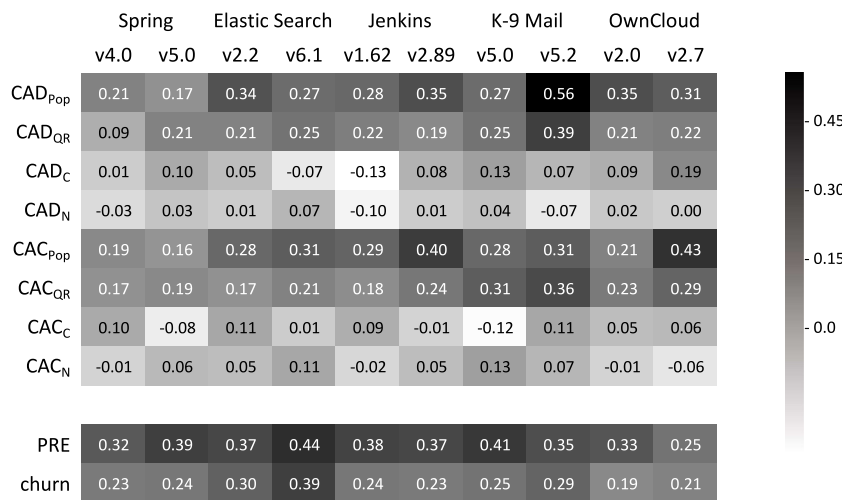 Spring Elastic Search Jenkins K-9 Mail OwnCloud
v4.0 v5.0 v2.2 v6.1 v1.62 v2.89 v5.0 v5.2 v2.0 v2.7
CADPop 0.21 0.17 0.34 0.27 0.28 0.35 0.27 0.56 0.35 0.31
CADQR 0.09 0.21 0.21 0.25 0.22 0.19 0.25 0.39 0.21 0.22
CADC 0.01 0.10 0.05 -0.07 -0.13 0.08 0.13 0.07 0.09 0.19
CADN -0.03 0.03 0.01 0.07 -0.10 0.01 0.04 -0.07 0.02 0.00
CACPop 0.19 0.16 0.28 0.31 0.29 0.40 0.28 0.31 0.21 0.43
CACQR 0.17 0.19 0.17 0.21 0.18 0.24 0.31 0.36 0.23 0.29
CACC 0.10 -0.08 0.11 0.01 0.09 -0.01 -0.12 0.11 0.05 0.06
CACN -0.01 0.06 0.05 0.11 -0.02 0.05 0.13 0.07 -0.01 -0.06
PRE 0.32 0.39 0.37 0.44 0.38 0.37 0.41 0.35 0.33 0.25
churn 0.23 0.24 0.30 0.39 0.24 0.23 0.25 0.29 0.19 0.21
0.45
0.30
0.15
0.0